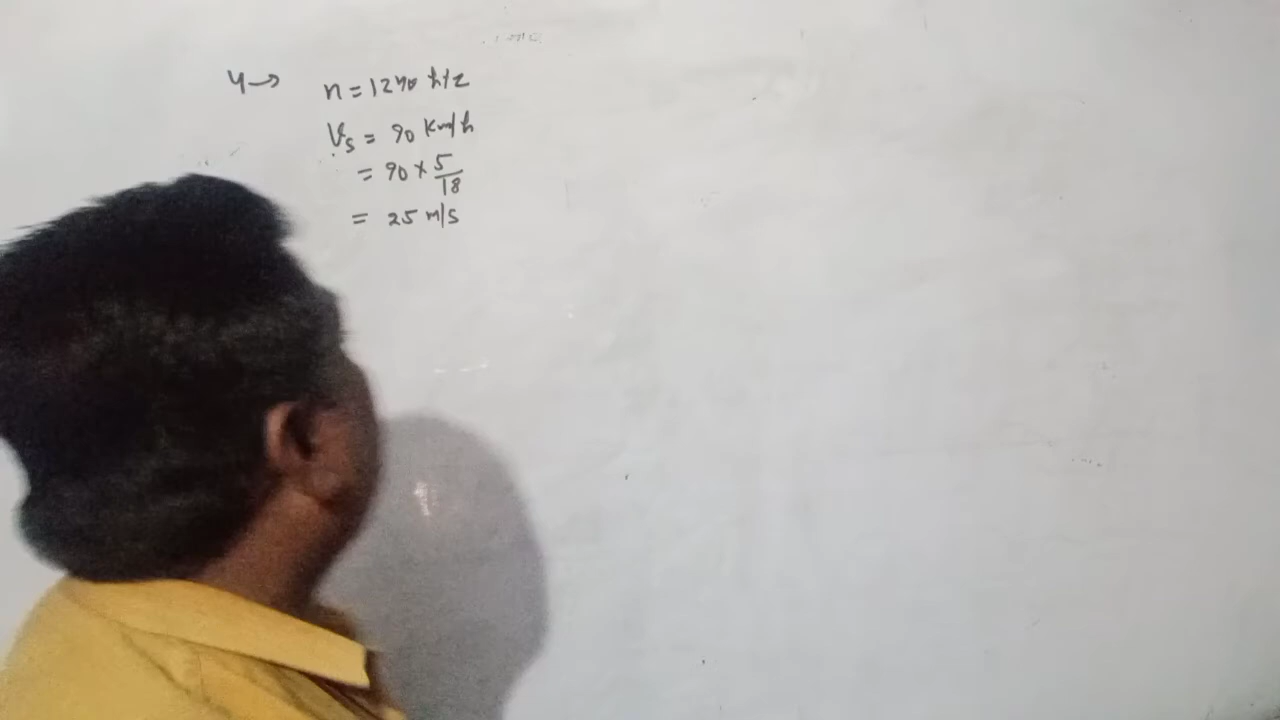 4→ n = 1240 Hz
Vs = 90 Km/h
= 90 × 5/18
= 25 m/s